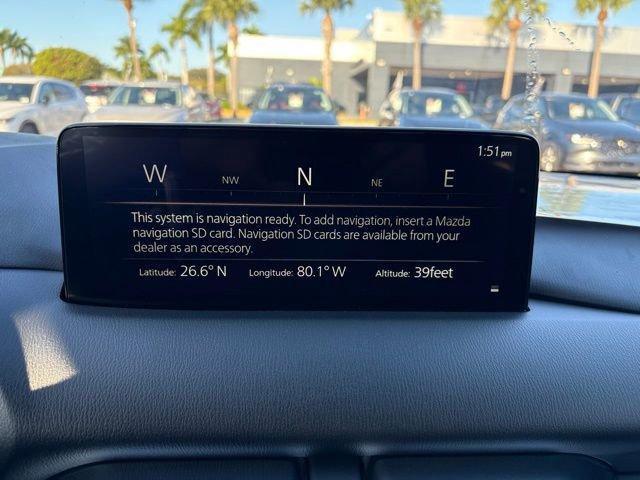 1:51 pm
W NW N NE E
This system is navigation ready. To add navigation, insert a Mazda
navigation SD card. Navigation SD cards are available from your
dealer as an accessory.
Latitude: 26.6° N Longitude: 80.1° W Altitude: 39feet